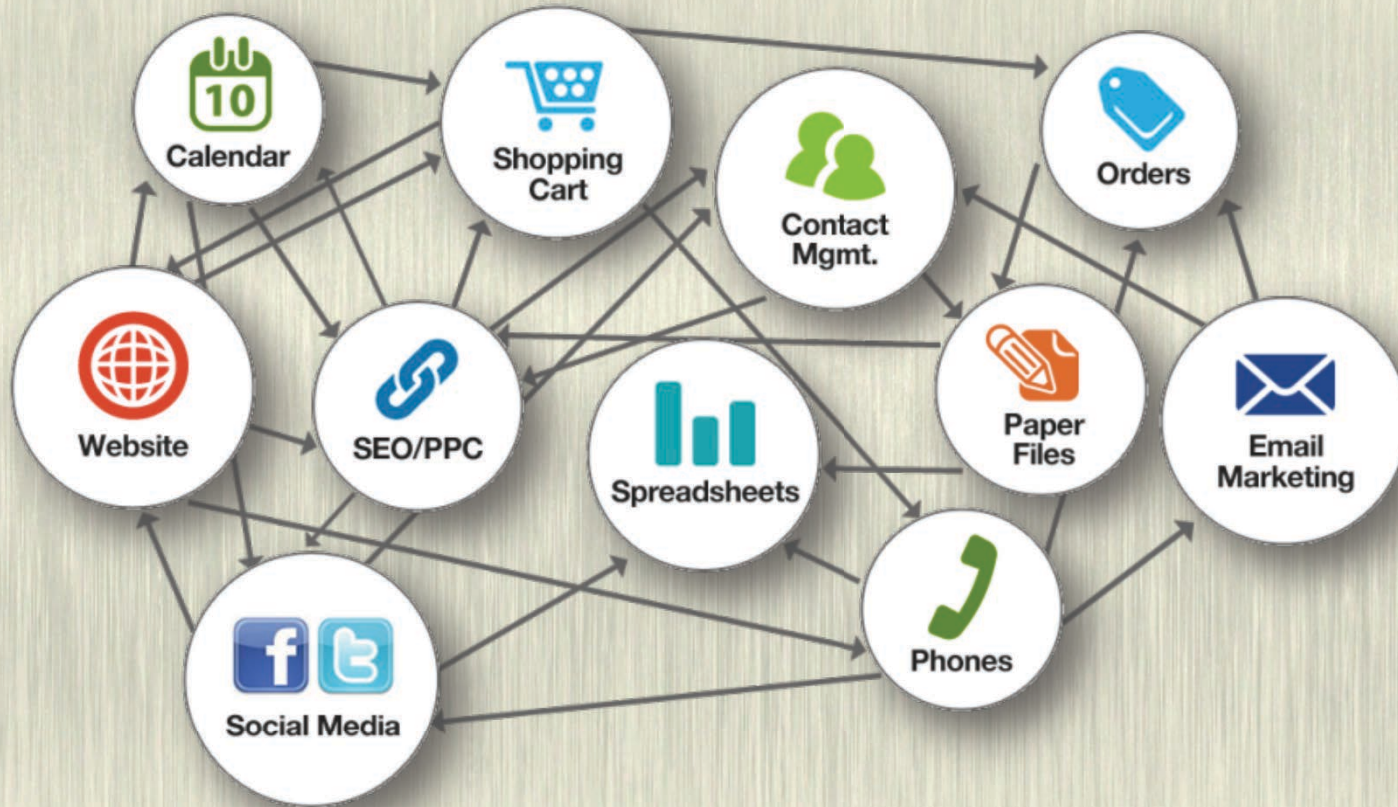 10
Calendar
Shopping
Cart
Contact
Mgmt.
Orders
Website
SEO/PPC
Spreadsheets
Paper
Files
Email
Marketing
f t
Social Media
Phones